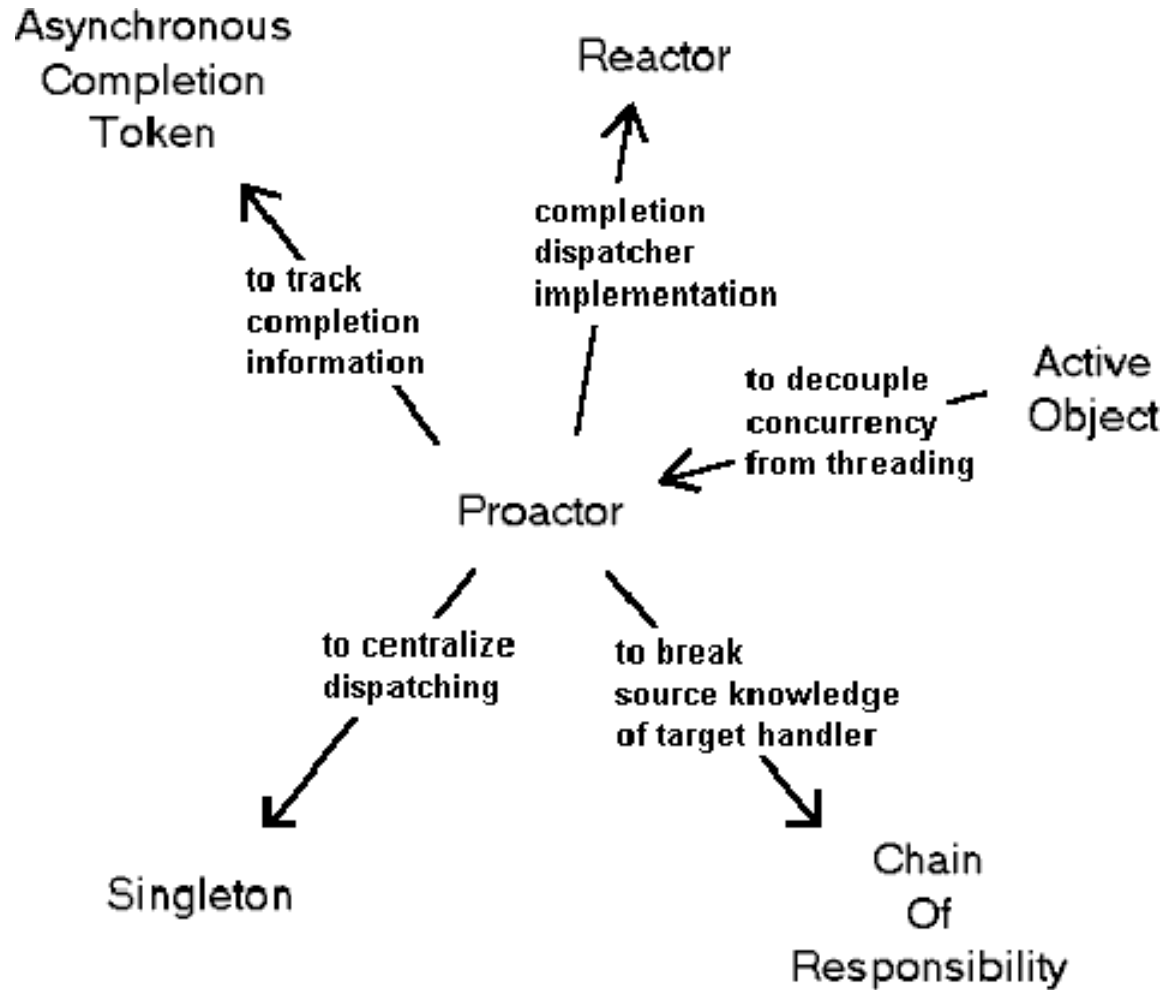 Asynchronous
Completion
Token
Reactor
completion
dispatcher
implementation
to track
completion
information
Active
Object
to decouple
concurrency
from threading
Proactor
to centralize
dispatching
to break
source knowledge
of target handler
Singleton
Chain
Of
Responsibility